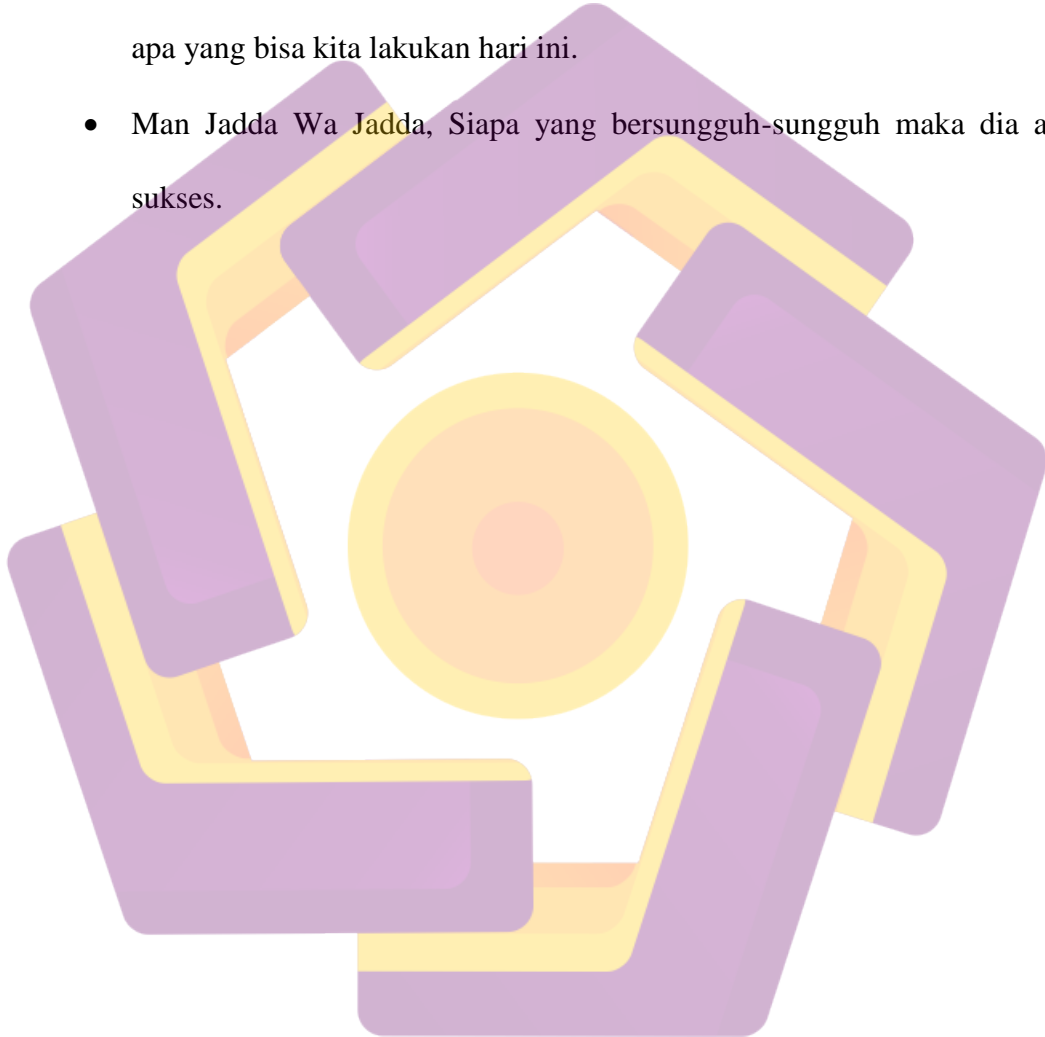 apa yang bisa kita lakukan hari ini.
• Man Jadda Wa Jadda, Siapa yang bersungguh-sungguh maka dia
sukses.